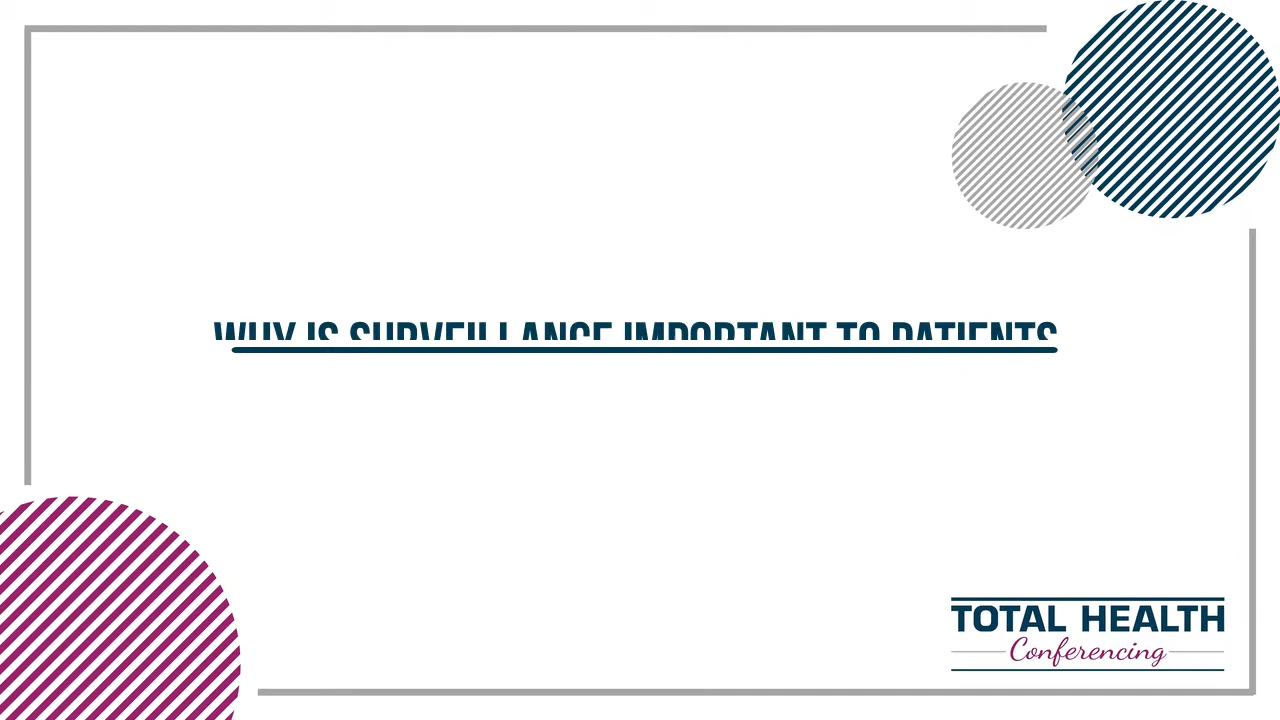 WHY IS SURVEILLANCE IMPORTANT TO PATIENTS
TOTAL HEALTH
Conferencing